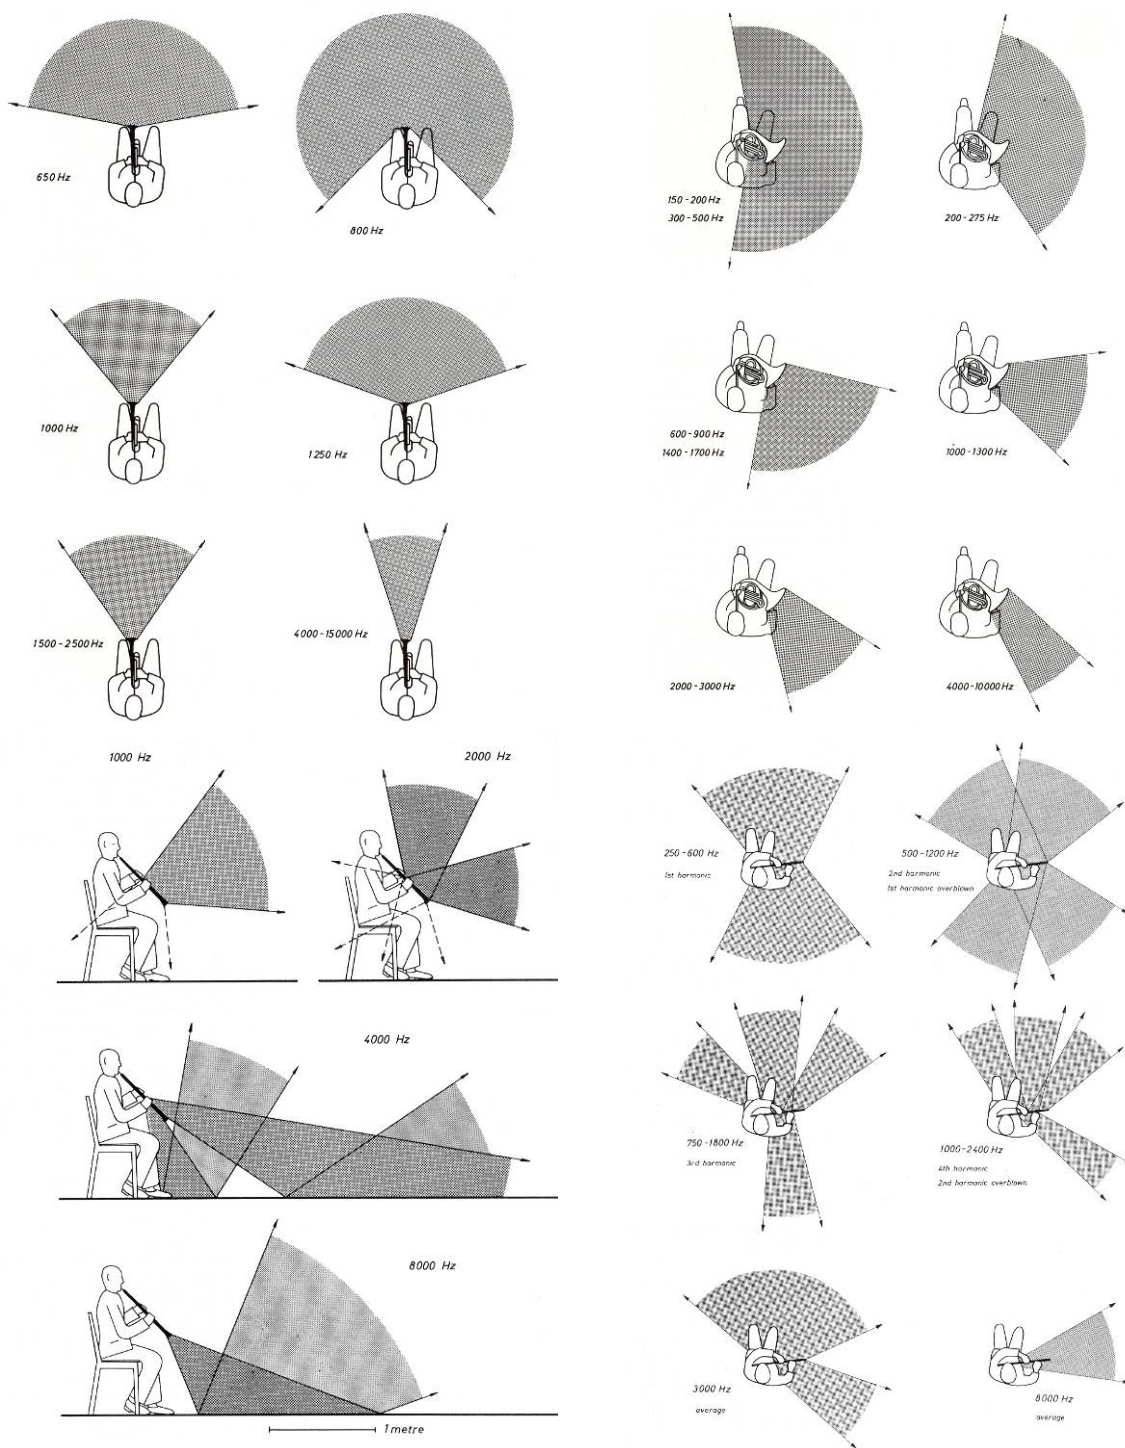 650 Hz
800 Hz
1000 Hz
1250 Hz
1500-2500 Hz
4000-15000 Hz
150-200 Hz
300-500 Hz
200-275 Hz
600-900 Hz
1400-1700 Hz
1000-1300 Hz
2000-3000 Hz
4000-10000 Hz
1000 Hz
2000 Hz
4000 Hz
8000 Hz
1 metre
250-600 Hz
1st harmonic
500-1200 Hz
2nd harmonic
1st harmonic overblown
750-1800 Hz
3rd harmonic
1000-2400 Hz
4th harmonic
2nd harmonic overblown
3000 Hz
average
8000 Hz
average